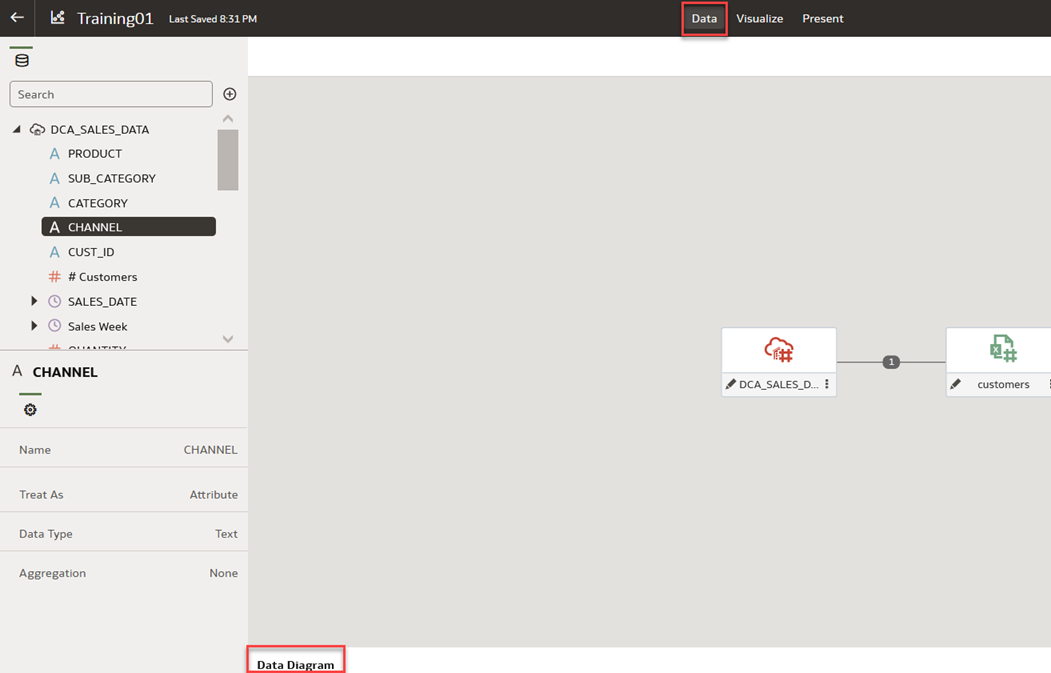 Training01 Last Saved 8:31 PM Data Visualize Present
Search
DCA_SALES_DATA
A PRODUCT
A SUB_CATEGORY
A CATEGORY
A CHANNEL
A CUST_ID
# # Customers
SALES_DATE
Sales Week
# QUANTITY
A CHANNEL
Name CHANNEL
Treat As Attribute
Data Type Text
Aggregation None
1
DCA_SALES_D...
customers
Data Diagram